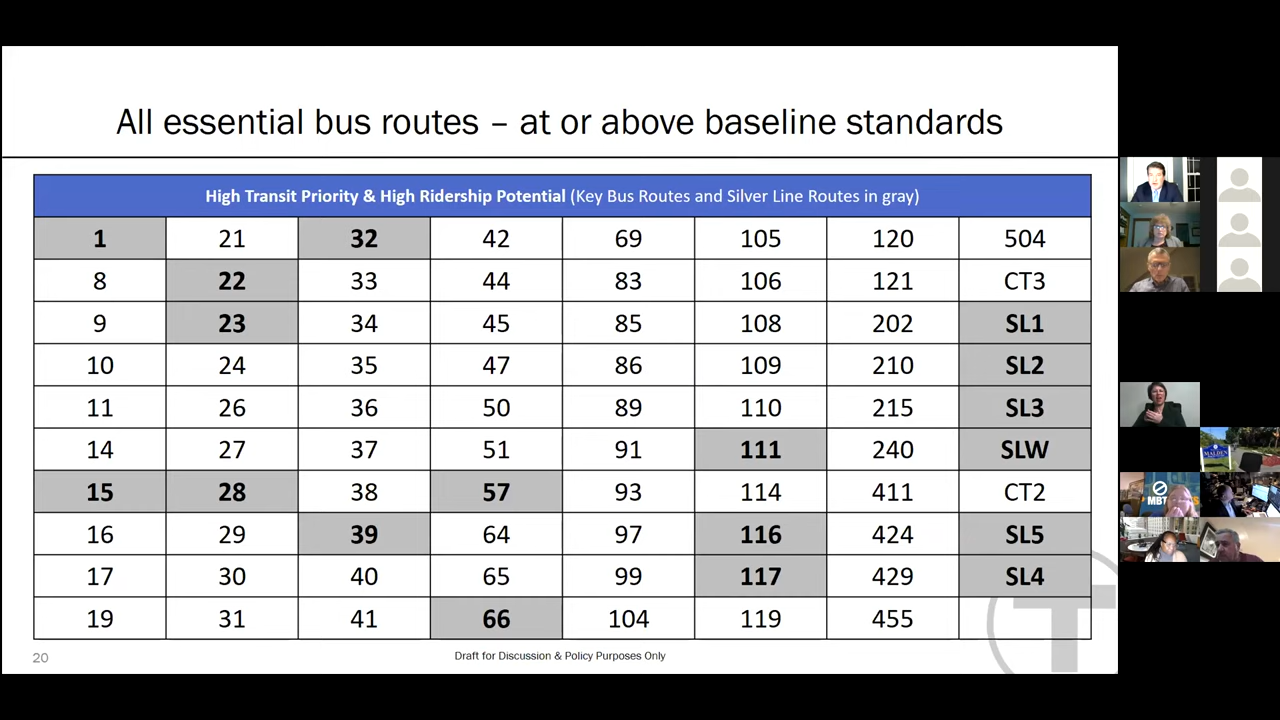 All essential bus routes – at or above baseline standards
High Transit Priority & High Ridership Potential (Key Bus Routes and Silver Line Routes in gray)
1 21 32 42 69 105 120 504
8 22 33 44 83 106 121 CT3
9 23 34 45 85 108 202 SL1
10 24 35 47 86 109 210 SL2
11 26 36 50 89 110 215 SL3
14 27 37 51 91 111 240 SLW
15 28 38 57 93 114 411 CT2
16 29 39 64 97 116 424 SL5
17 30 40 65 99 117 429 SL4
19 31 41 66 104 119 455
T
20
Draft for Discussion & Policy Purposes Only
MALDEN
MBT